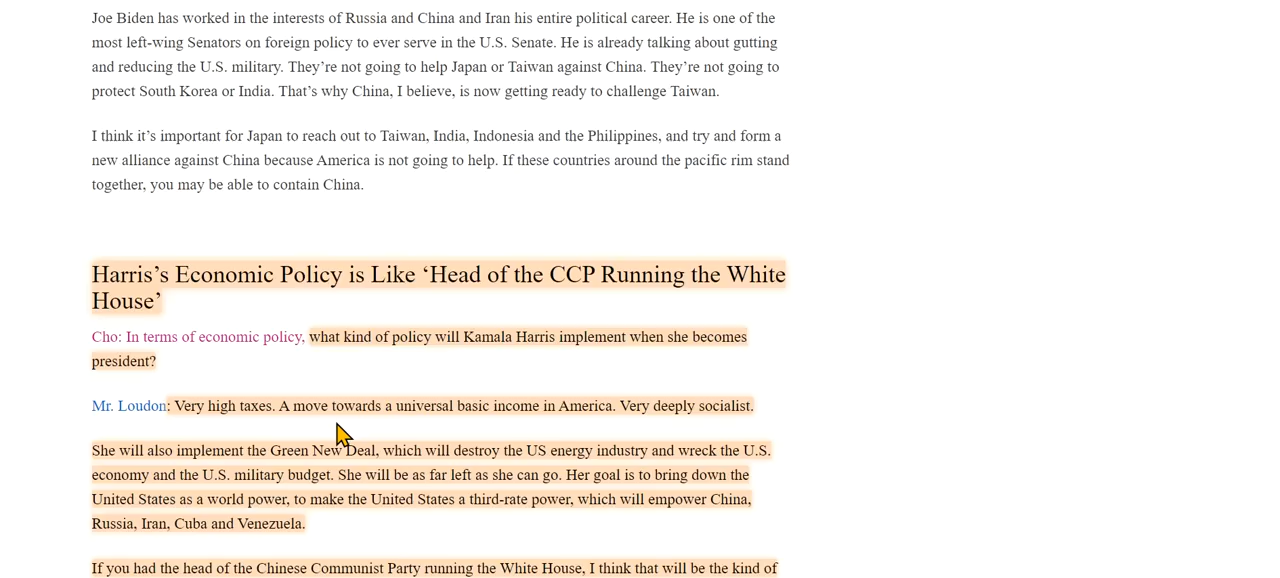 Joe Biden has worked in the interests of Russia and China and Iran his entire political career. He is one of the
most left-wing Senators on foreign policy to ever serve in the U.S. Senate. He is already talking about gutting
and reducing the U.S. military. They’re not going to help Japan or Taiwan against China. They’re not going to
protect South Korea or India. That’s why China, I believe, is now getting ready to challenge Taiwan.
I think it’s important for Japan to reach out to Taiwan, India, Indonesia and the Philippines, and try and form a
new alliance against China because America is not going to help. If these countries around the pacific rim stand
together, you may be able to contain China.
Harris’s Economic Policy is Like ‘Head of the CCP Running the White
House’
Cho: In terms of economic policy, what kind of policy will Kamala Harris implement when she becomes
president?
Mr. Loudon: Very high taxes. A move towards a universal basic income in America. Very deeply socialist.
She will also implement the Green New Deal, which will destroy the US energy industry and wreck the U.S.
economy and the U.S. military budget. She will be as far left as she can go. Her goal is to bring down the
United States as a world power, to make the United States a third-rate power, which will empower China,
Russia, Iran, Cuba and Venezuela.
If you had the head of the Chinese Communist Party running the White House, I think that will be the kind of